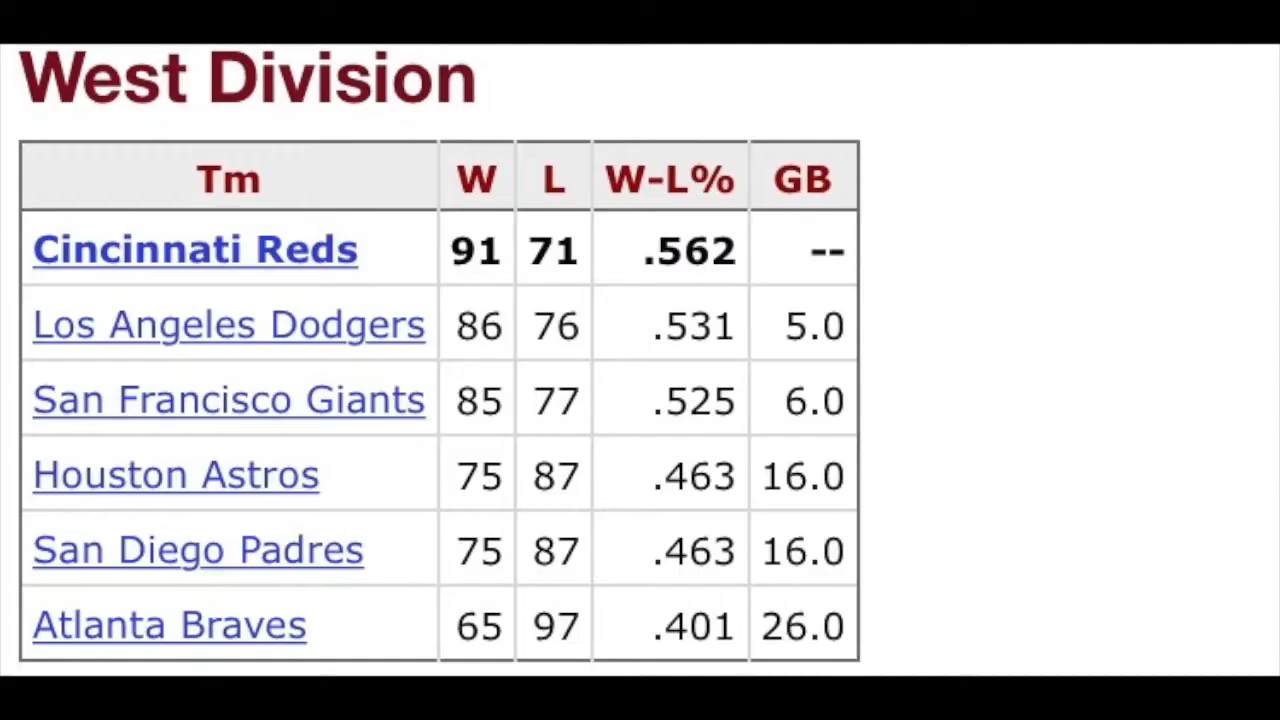 West Division
Tm W L W-L% GB
Cincinnati Reds 91 71 .562 --
Los Angeles Dodgers 86 76 .531 5.0
San Francisco Giants 85 77 .525 6.0
Houston Astros 75 87 .463 16.0
San Diego Padres 75 87 .463 16.0
Atlanta Braves 65 97 .401 26.0